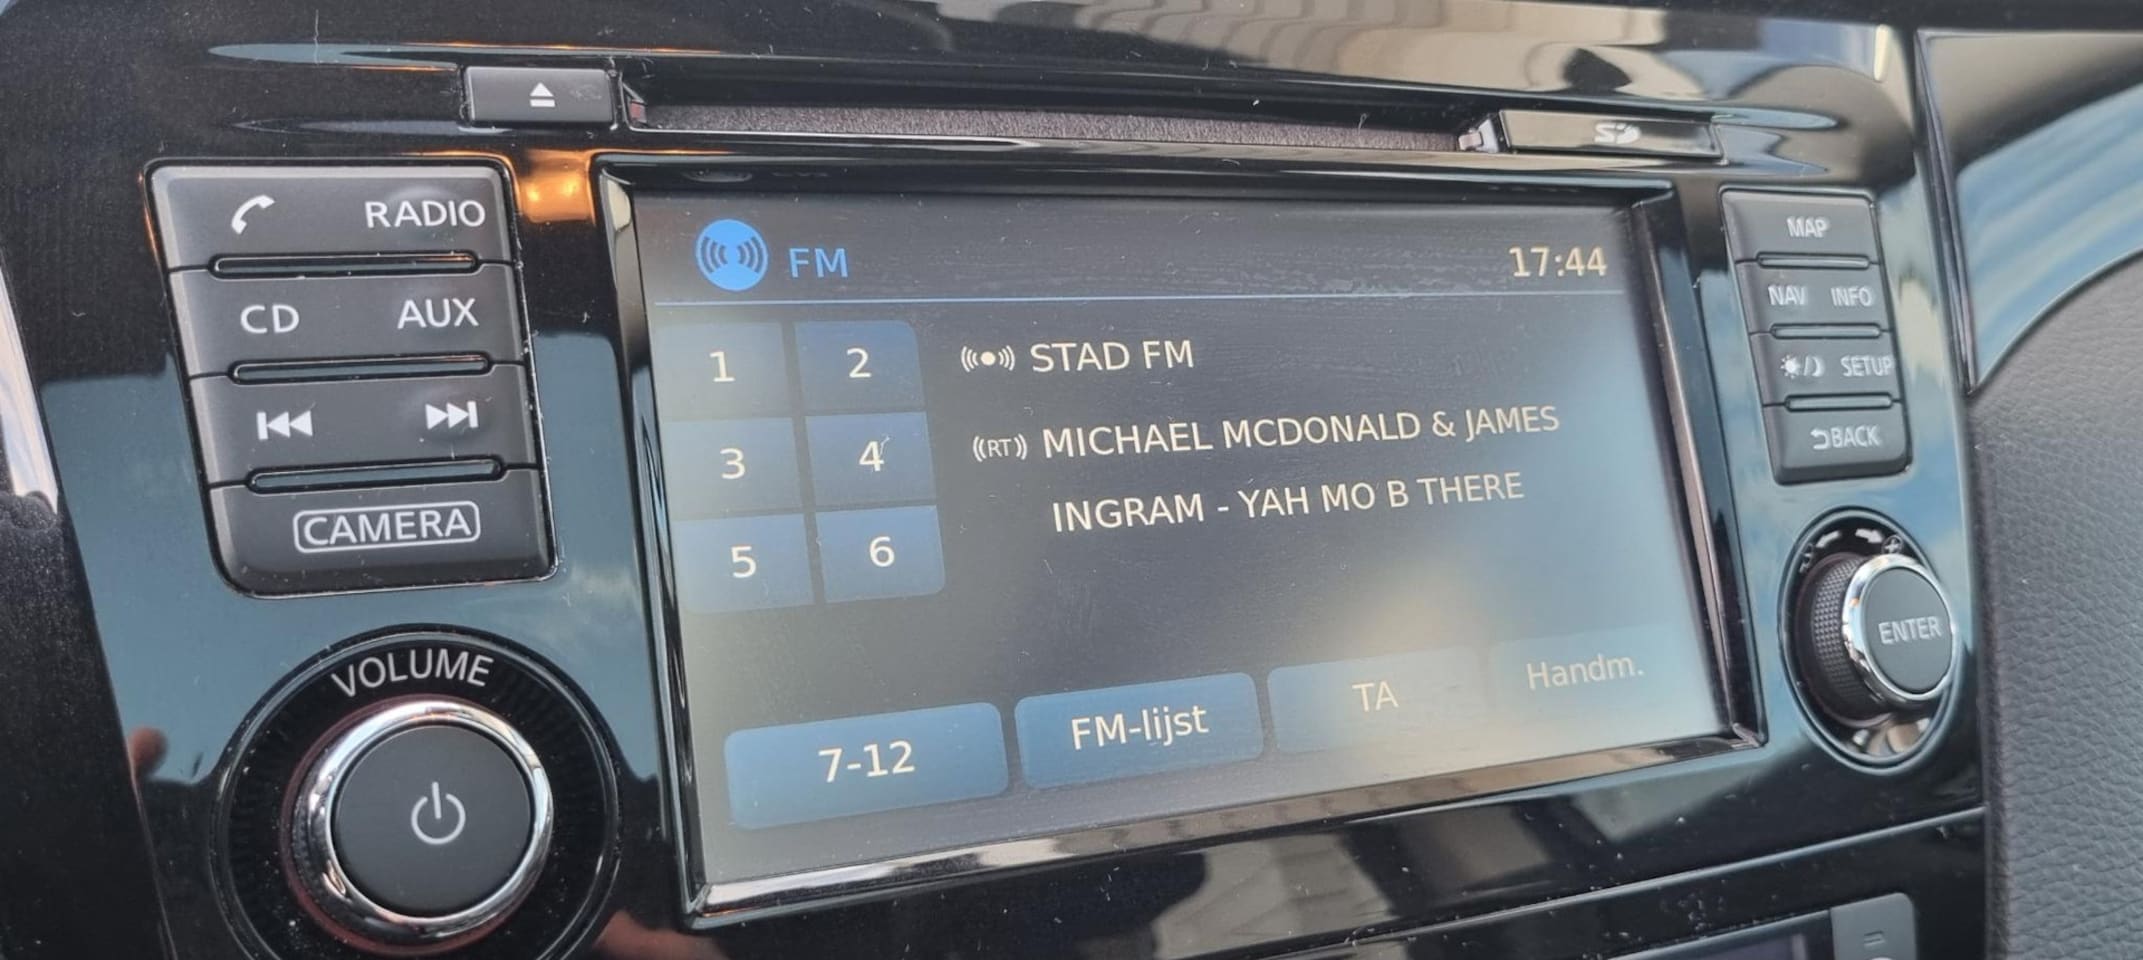 RADIO
CD AUX
CAMERA
VOLUME
FM 17:44
1 2
3 4
5 6
STAD FM
(RT) MICHAEL MCDONALD & JAMES
INGRAM - YAH MO B THERE
7-12 FM-lijst TA Handm.
SD
MAP
NAV INFO
SETUP
BACK
ENTER